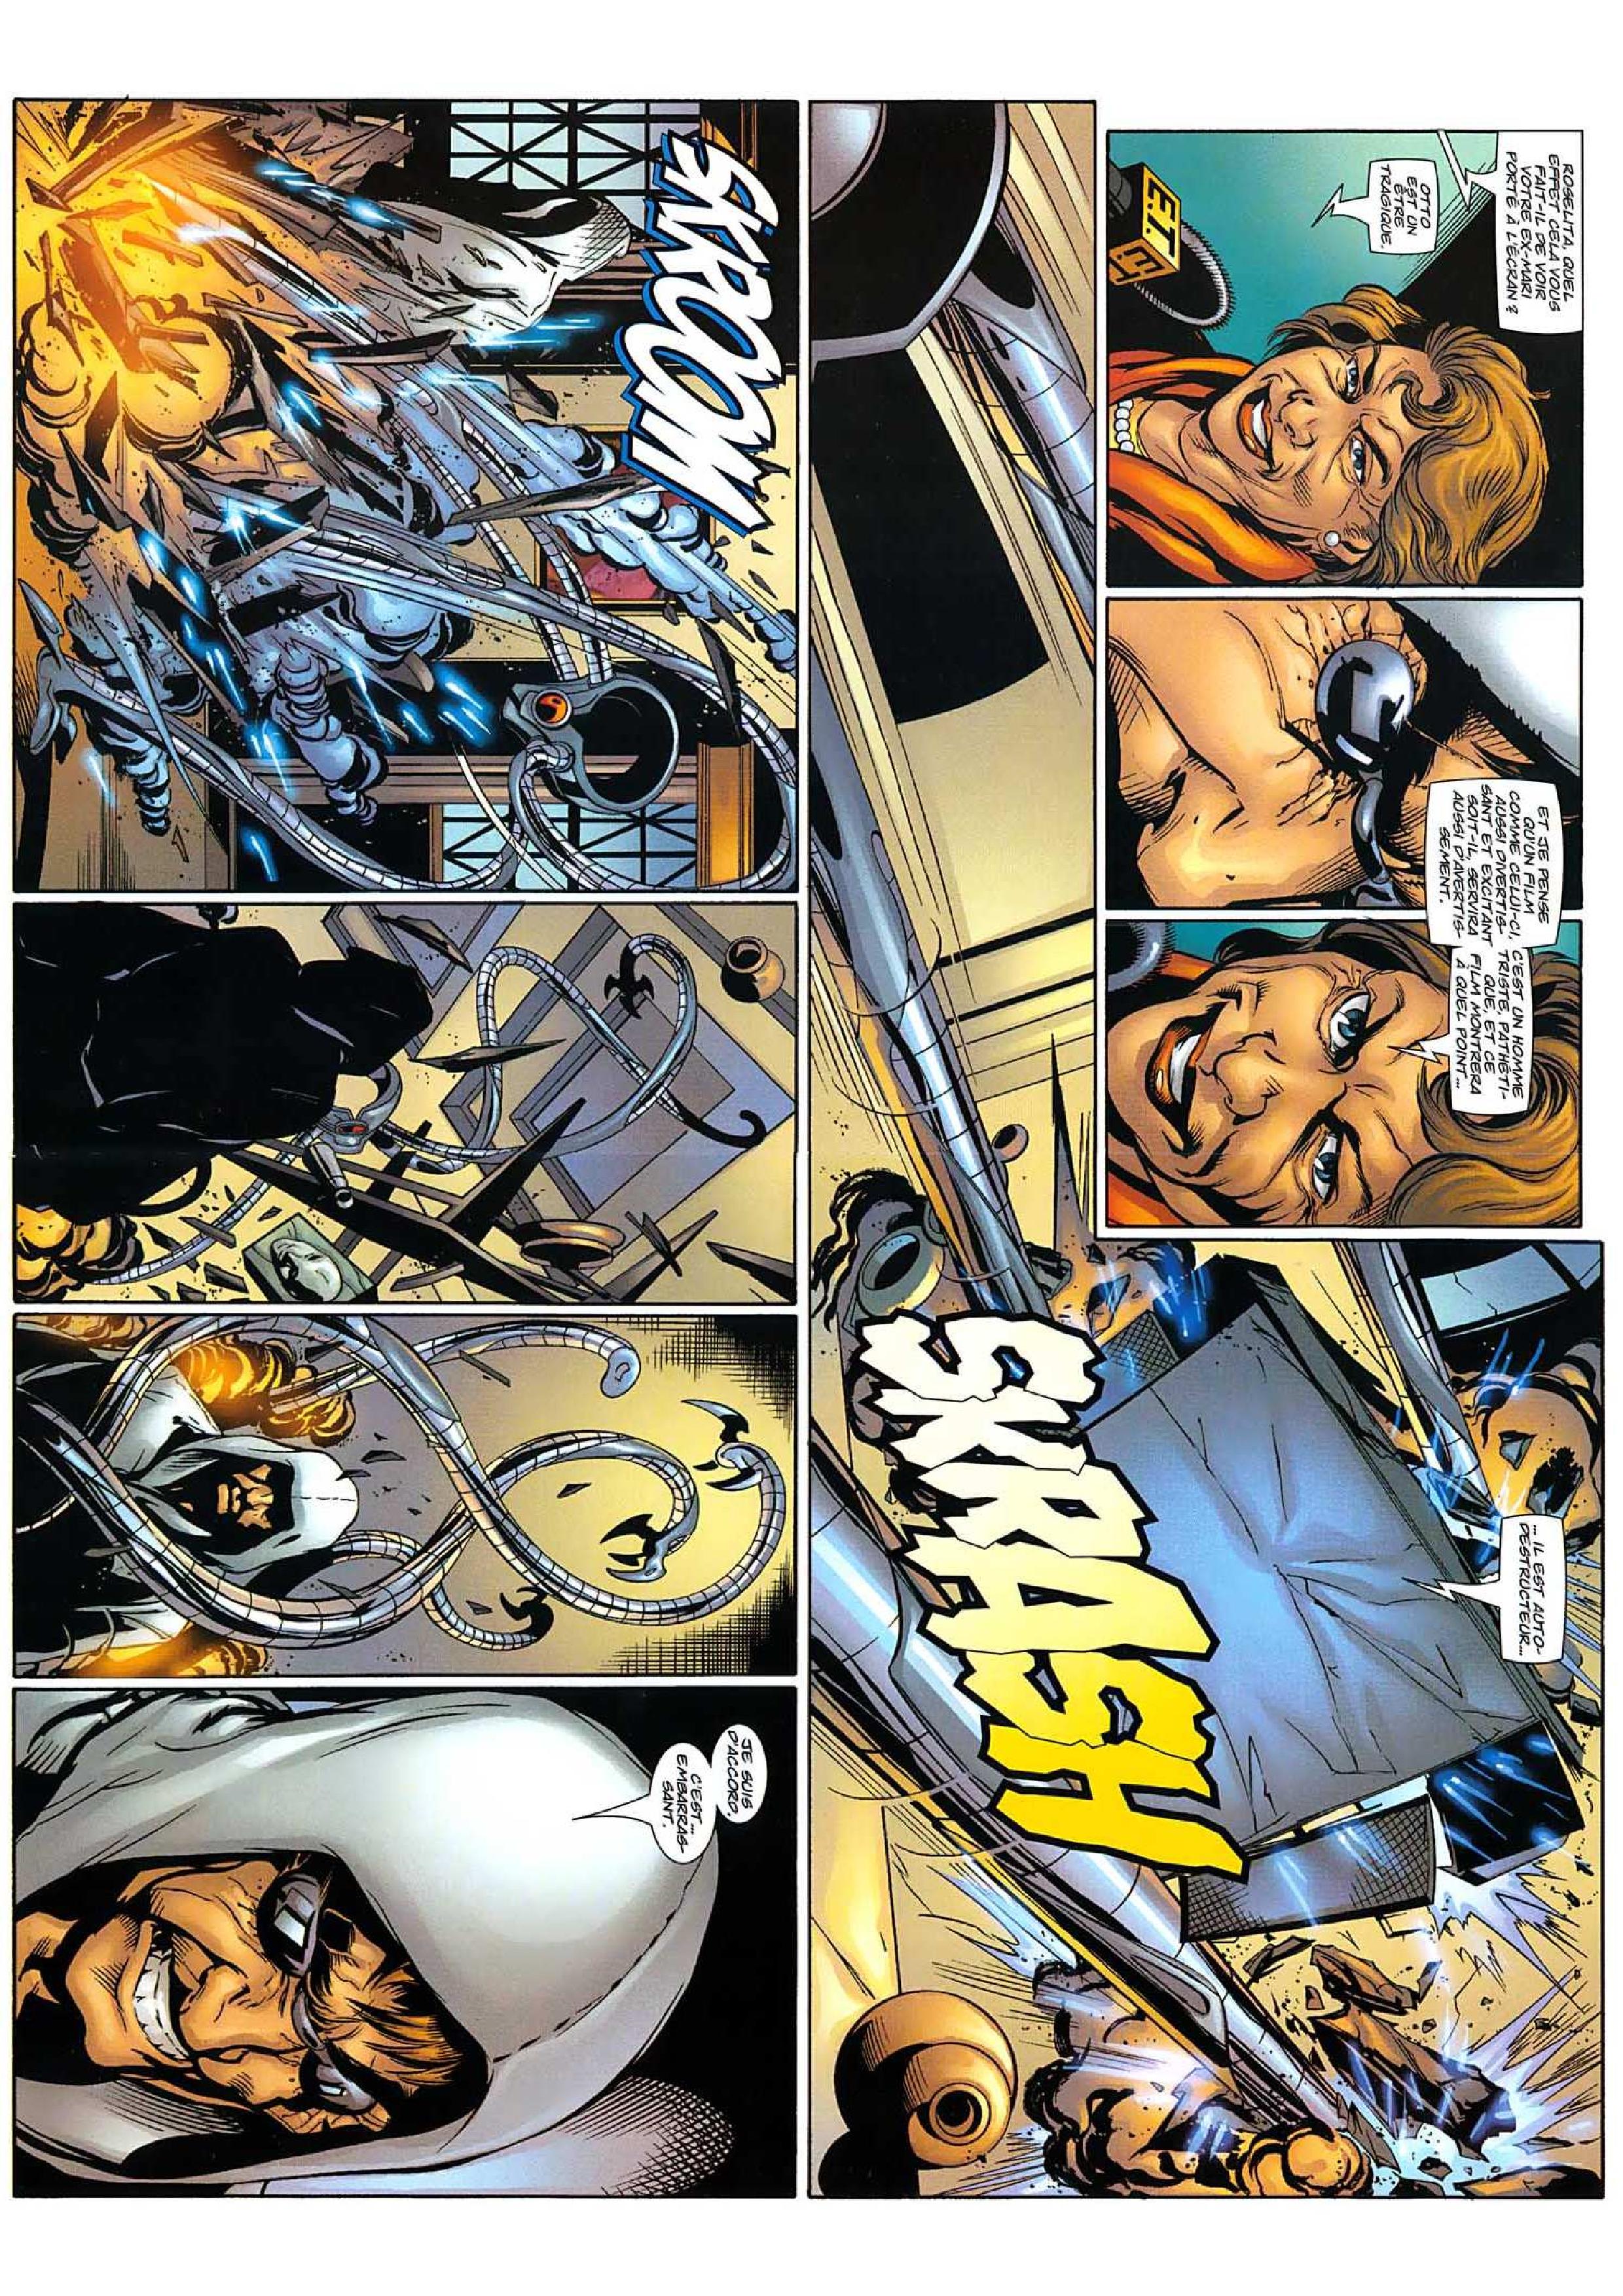 ROSELITA, QUEL
EFFET CELA VOUS
FAIT-IL DE VOIR
VOTRE EX-MARI
PORTÉ À L'ÉCRAN ?
OTTO
EST UN
ÊTRE
TRAGIQUE.
E.T.
ET JE PENSE
QU'UN FILM
COMME CELUI-CI,
AUSSI DIVERTIS-
SANT ET EXCITANT
SOIT-IL, SERVIRA
AUSSI D'AVERTIS-
SEMENT.
C'EST UN HOMME
TRISTE, PATHÉTI-
QUE, ET CE
FILM MONTRERA
À QUEL POINT...
... IL EST AUTO-
DESTRUCTEUR...
SKRASH
SKROOM
JE SUIS
D'ACCORD.
C'EST...
EMBARRAS-
SANT.